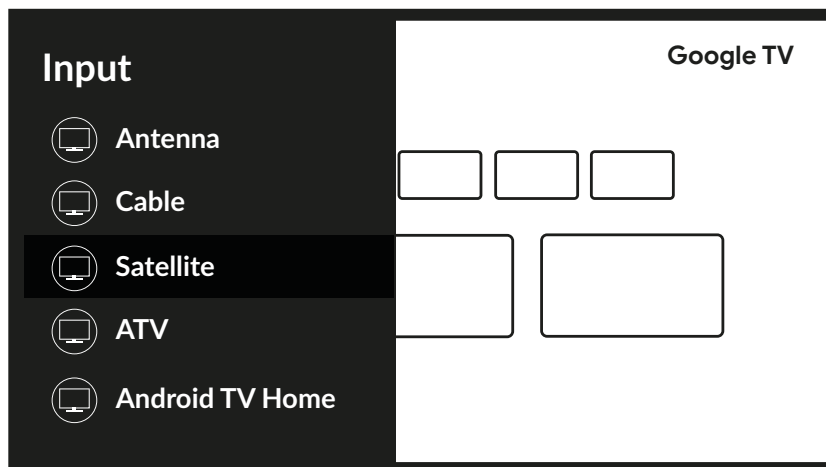 Input
Google TV
Antenna
Cable
Satellite
ATV
Android TV Home